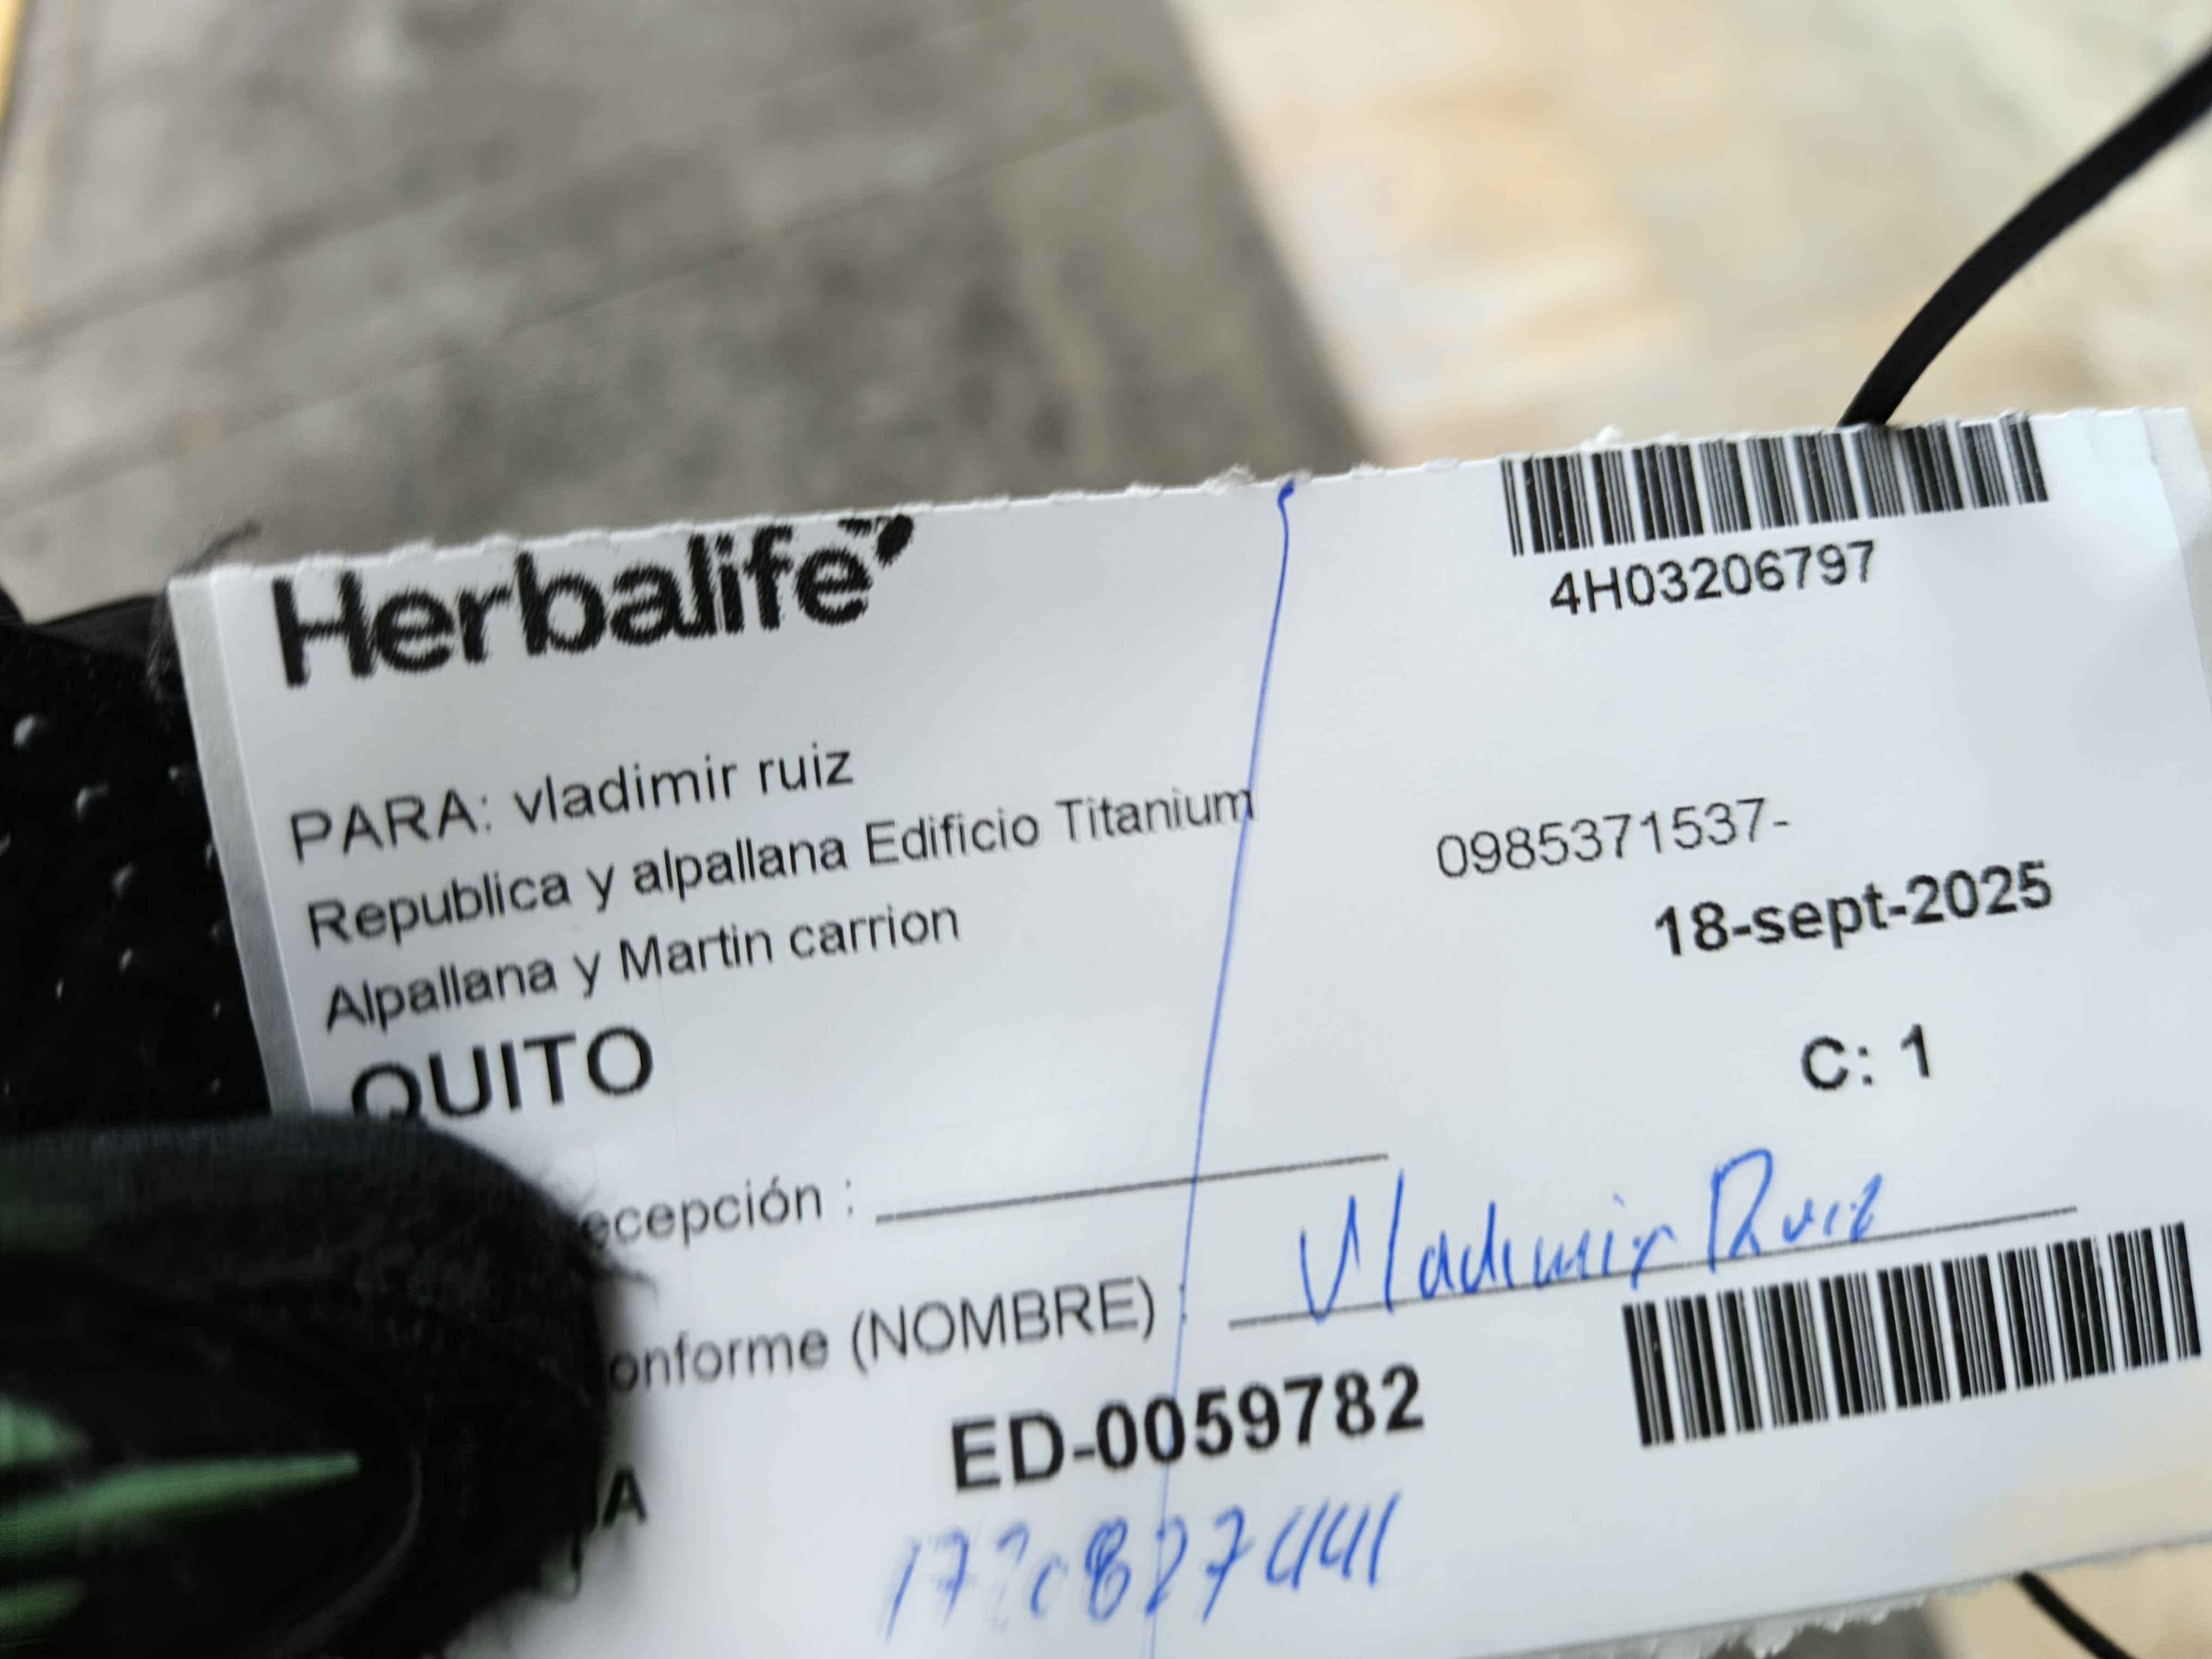 Herbalife
4H03206797
PARA: vladimir ruiz
Republica y alpallana Edificio Titanium
0985371537-
Alpallana y Martin carrion
18-sept-2025
QUITO
C: 1
ecepción :
onforme (NOMBRE) : Vladimir Ruiz
ED-0059782
A